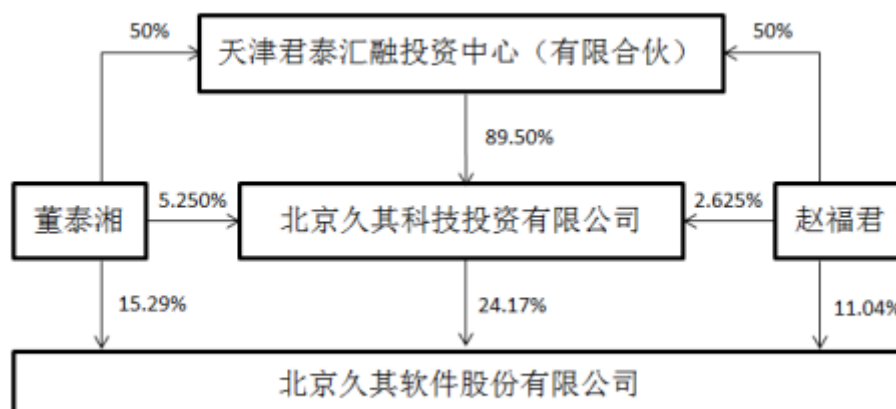 50%
天津君泰汇融投资中心（有限合伙）
50%
89.50%
董泰湘
5.250%
北京久其科技投资有限公司
2.625%
赵福君
15.29%
24.17%
11.04%
北京久其软件股份有限公司